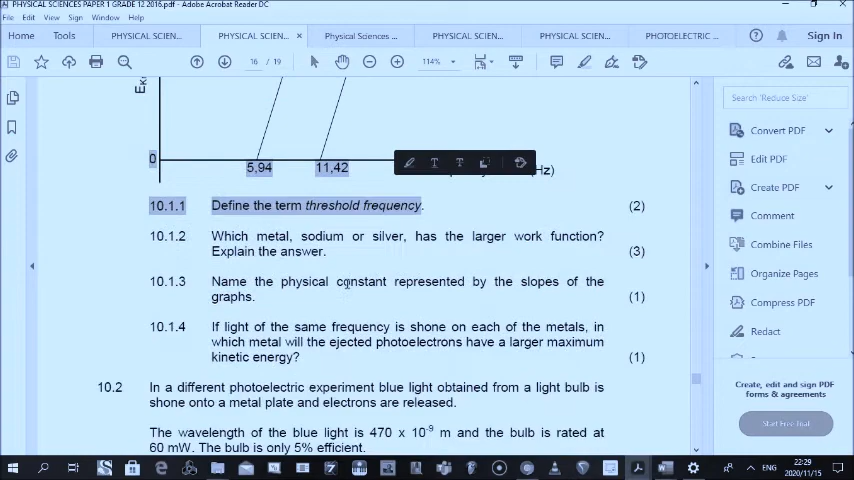 PHYSICAL SCIENCES PAPER 1 GRADE 12 2016.pdf - Adobe Acrobat Reader DC
File Edit View Sign Window Help
Home Tools PHYSICAL SCIEN... PHYSICAL SCIEN... × Physical Sciences ... PHYSICAL SCIEN... PHYSICAL SCIEN... PHOTOELECTRIC ... Sign In
16 / 19 114%
Search 'Reduce Size'
Convert PDF
Edit PDF
Create PDF
Comment
Combine Files
Organize Pages
Compress PDF
Redact
Create, edit and sign PDF
forms & agreements
Start Free Trial
0
5,94 11,42 (Hz)
10.1.1 Define the term threshold frequency. (2)
10.1.2 Which metal, sodium or silver, has the larger work function?
Explain the answer. (3)
10.1.3 Name the physical constant represented by the slopes of the
graphs. (1)
10.1.4 If light of the same frequency is shone on each of the metals, in
which metal will the ejected photoelectrons have a larger maximum
kinetic energy? (1)
10.2 In a different photoelectric experiment blue light obtained from a light bulb is
shone onto a metal plate and electrons are released.
The wavelength of the blue light is 470 x 10⁻⁹ m and the bulb is rated at
60 mW. The bulb is only 5% efficient.
ENG 22:29
2020/11/15